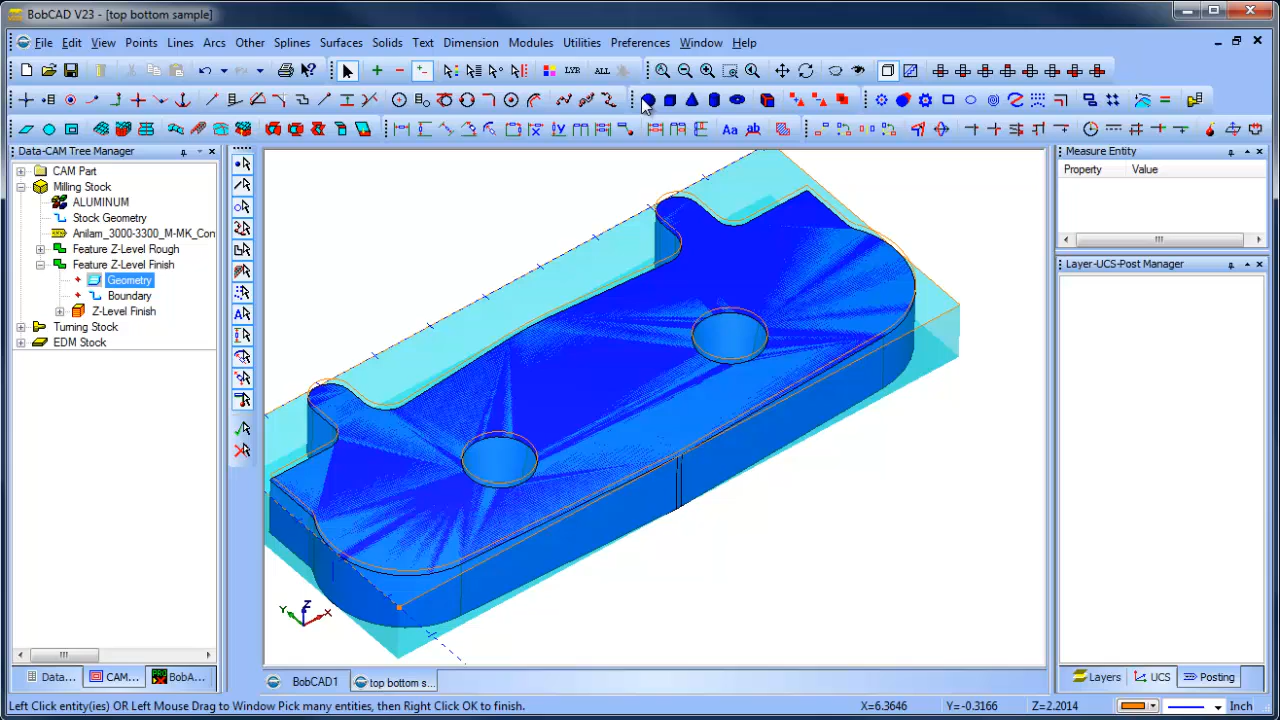 BobCAD V23 - [top bottom sample]
File Edit View Points Lines Arcs Other Splines Surfaces Solids Text Dimension Modules Utilities Preferences Window Help
LYR ALL
Aa ab
Data-CAM Tree Manager
CAM Part
Milling Stock
ALUMINUM
Stock Geometry
Anilam_3000-3300_M-MK_Con
Feature Z-Level Rough
Feature Z-Level Finish
Geometry
Boundary
Z-Level Finish
Turning Stock
EDM Stock
Data... CAM... BobA...
Z
Y X
BobCAD1 top bottom s...
Measure Entity
Property Value
Layer-UCS-Post Manager
Layers UCS Posting
Left Click entity(ies) OR Left Mouse Drag to Window Pick many entities, then Right Click OK to finish. X=6.3646 Y=-0.3166 Z=2.2014 Inch